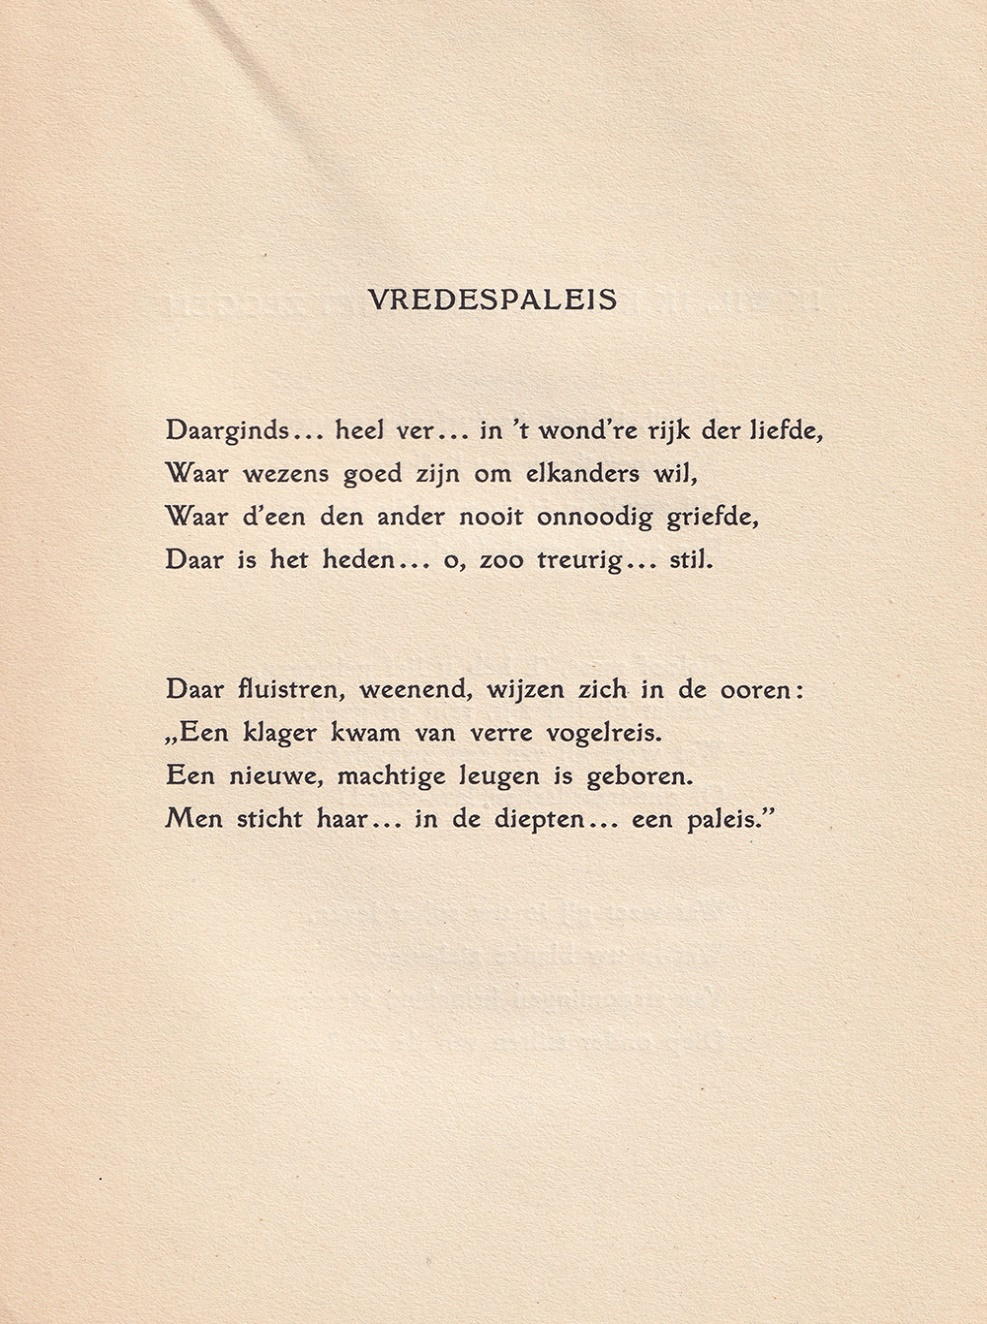 VREDESPALEIS
Daarginds... heel ver... in 't wond're rijk der liefde,
Waar wezens goed zijn om elkanders wil,
Waar d'een den ander nooit onnoodig griefde,
Daar is het heden... o, zoo treurig... stil.
Daar fluistren, weenend, wijzen zich in de ooren:
„Een klager kwam van verre vogelreis.
Een nieuwe, machtige leugen is geboren.
Men sticht haar... in de diepten... een paleis.”